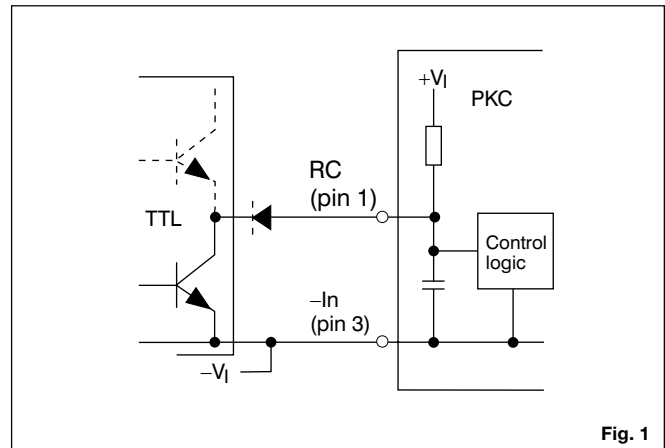 +VI
PKC
RC
(pin 1)
TTL
Control
logic
–In
(pin 3)
–VI
Fig. 1